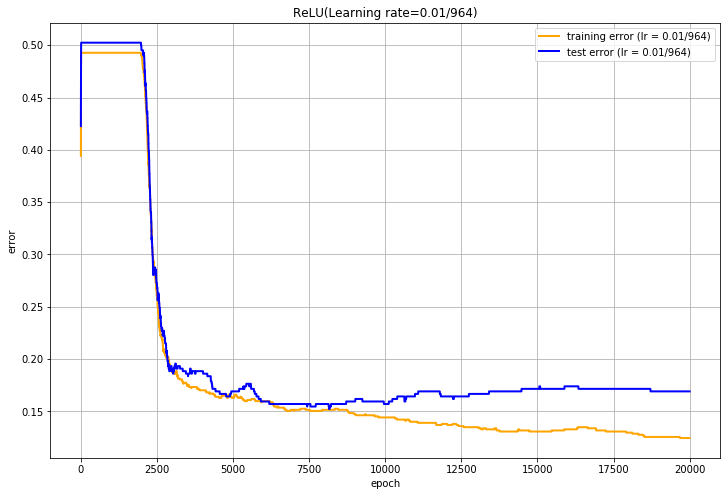 ReLU(Learning rate=0.01/964)
training error (lr = 0.01/964)
test error (lr = 0.01/964)
0.50
0.45
0.40
0.35
0.30
0.25
0.20
0.15
error
0 2500 5000 7500 10000 12500 15000 17500 20000
epoch